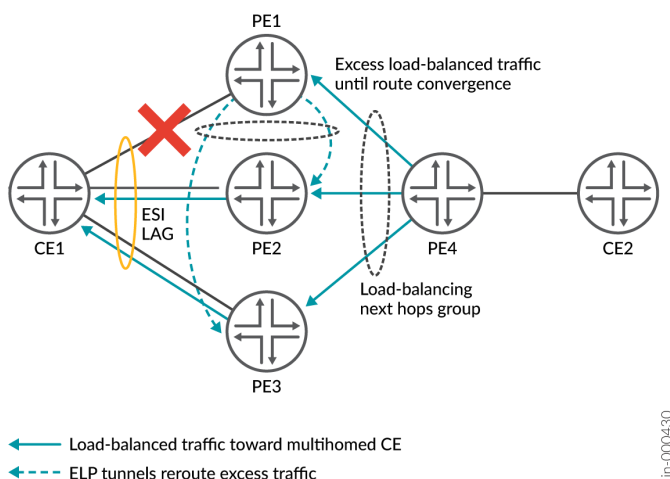 PE1
Excess load-balanced traffic
until route convergence
ESI
LAG
CE1
PE2
PE4
CE2
Load-balancing
next hops group
PE3
Load-balanced traffic toward multihomed CE
ELP tunnels reroute excess traffic
jn-000430